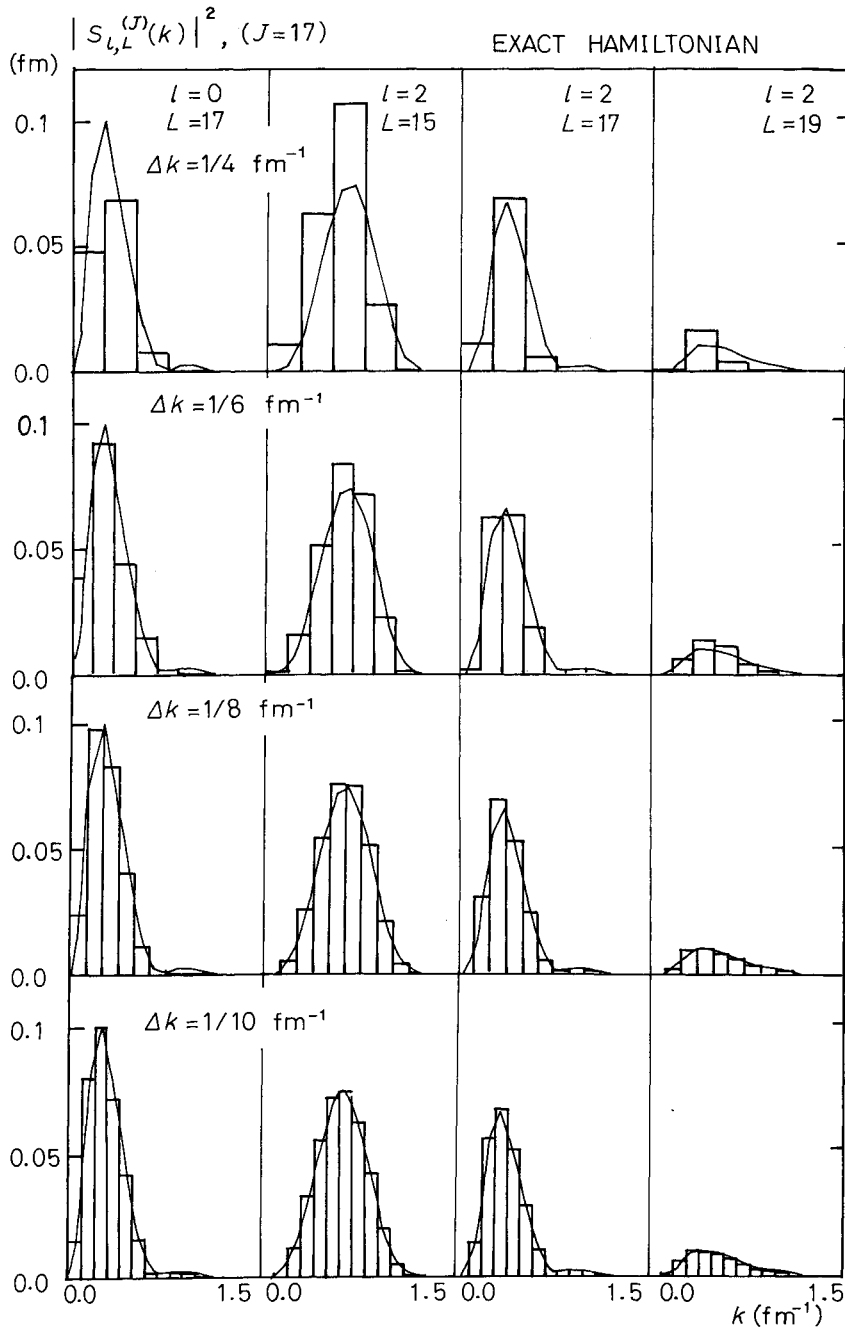 |S_{l,L}^{(J)}(k)|^2, (J=17)
EXACT HAMILTONIAN
(fm)
l=0 l=2 l=2 l=2
L=17 L=15 L=17 L=19
0.1
Δk=1/4 fm⁻¹
0.05
0.0
Δk=1/6 fm⁻¹
0.1
0.05
0.0
Δk=1/8 fm⁻¹
0.1
0.05
0.0
Δk=1/10 fm⁻¹
0.1
0.05
0.0
1.5 0.0 1.5 0.0 1.5 0.0 1.5
k (fm⁻¹)